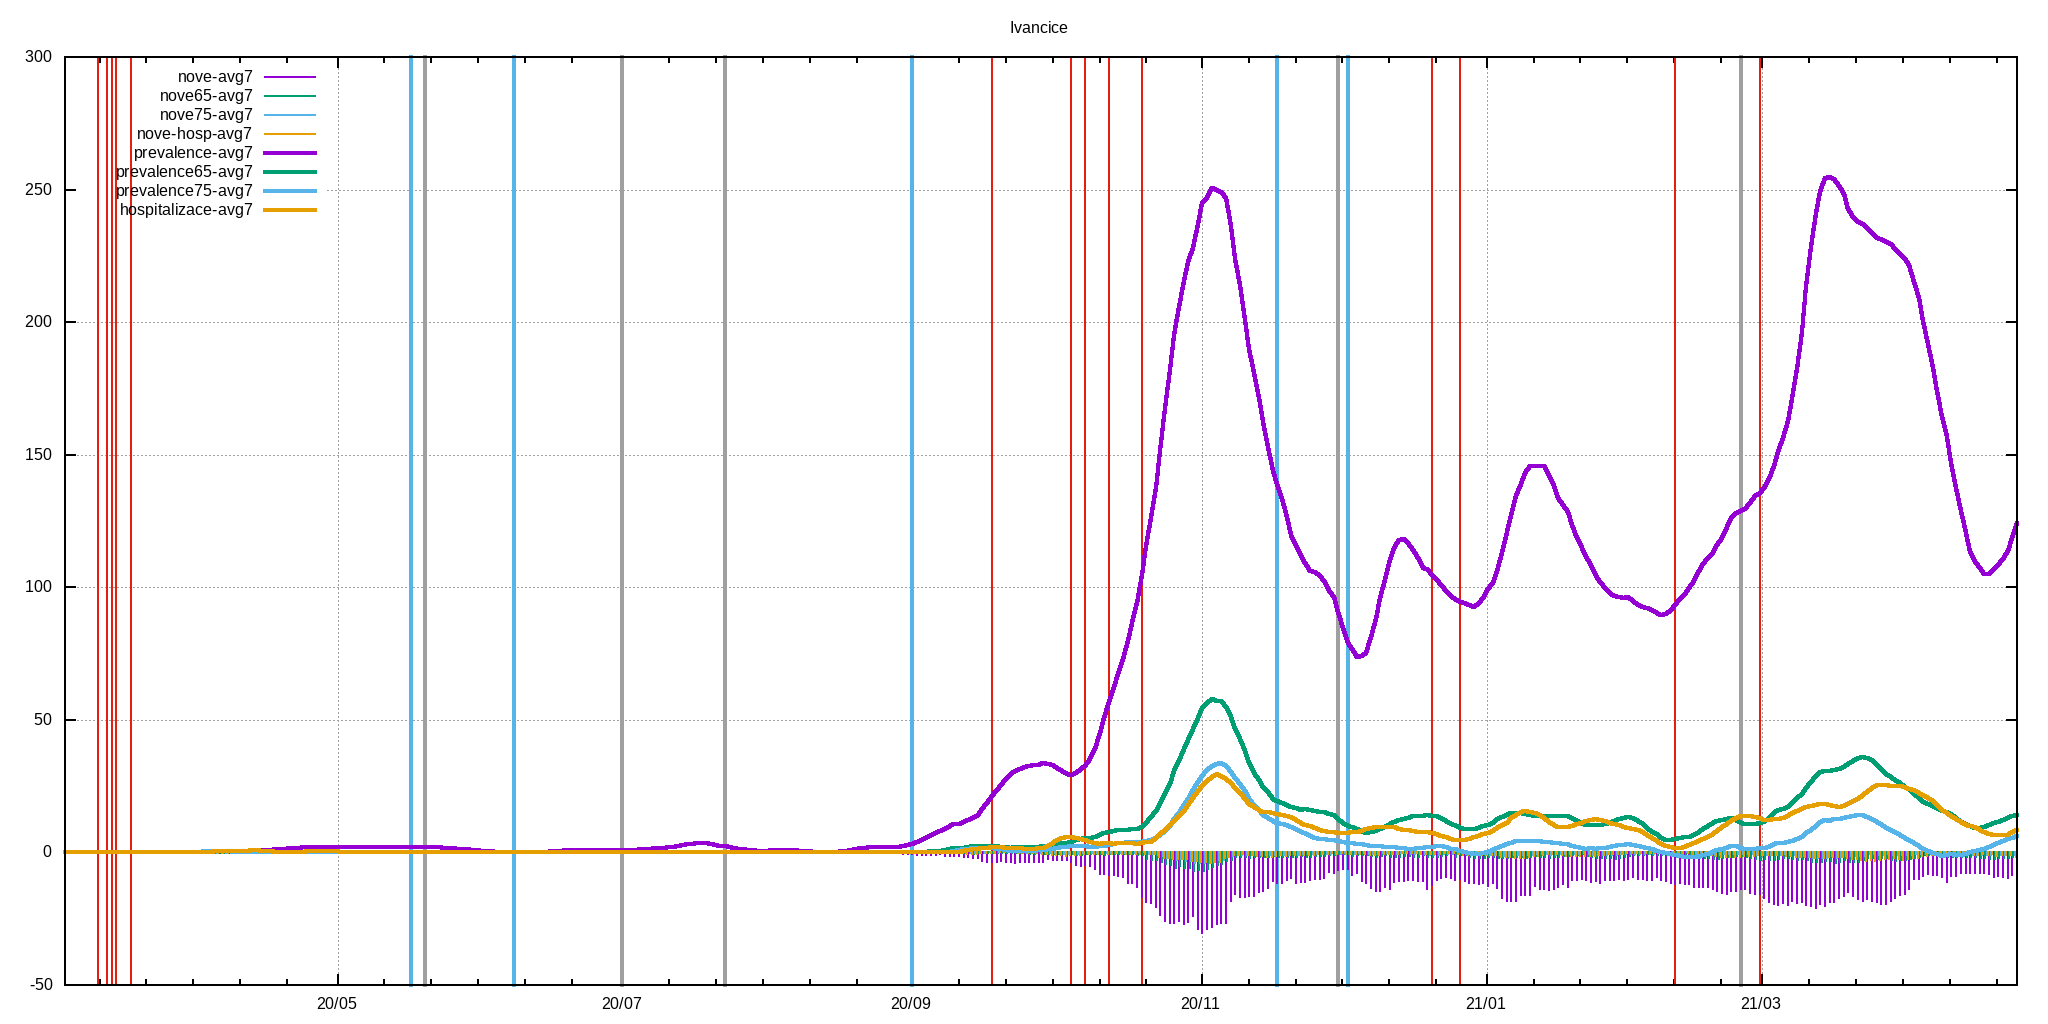 Ivancice
300
250
200
150
100
50
0
-50
nove-avg7
nove65-avg7
nove75-avg7
nove-hosp-avg7
prevalence-avg7
prevalence65-avg7
prevalence75-avg7
hospitalizace-avg7
20/05
20/07
20/09
20/11
21/01
21/03